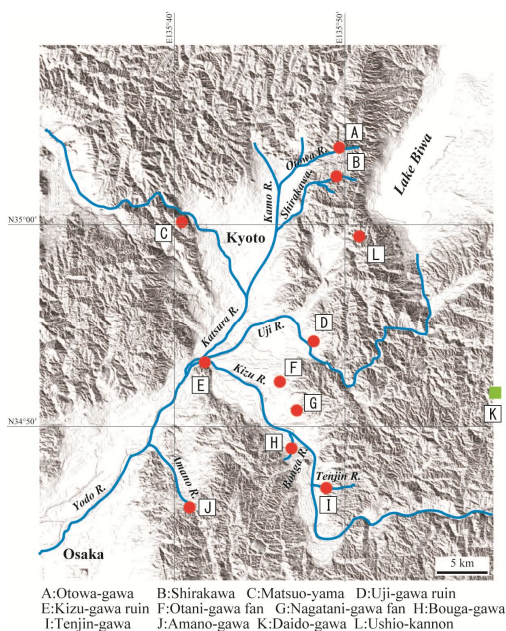 E135°40'
E135°50'
A
Otowa R.
B
Shirakawa
Kamo R.
Lake Biwa
N35°00'
C
Kyoto
L
Katsura R.
Uji R.
D
E
Kizu R.
F
G
K
N34°50'
H
Bouga R.
Tenjin R.
I
Amano R.
J
Yodo R.
Osaka
5 km
A:Otowa-gawa B:Shirakawa C:Matsuo-yama D:Uji-gawa ruin
E:Kizu-gawa ruin F:Otani-gawa fan G:Nagatani-gawa fan H:Bouga-gawa
I:Tenjin-gawa J:Amano-gawa K:Daido-gawa L:Ushio-kannon